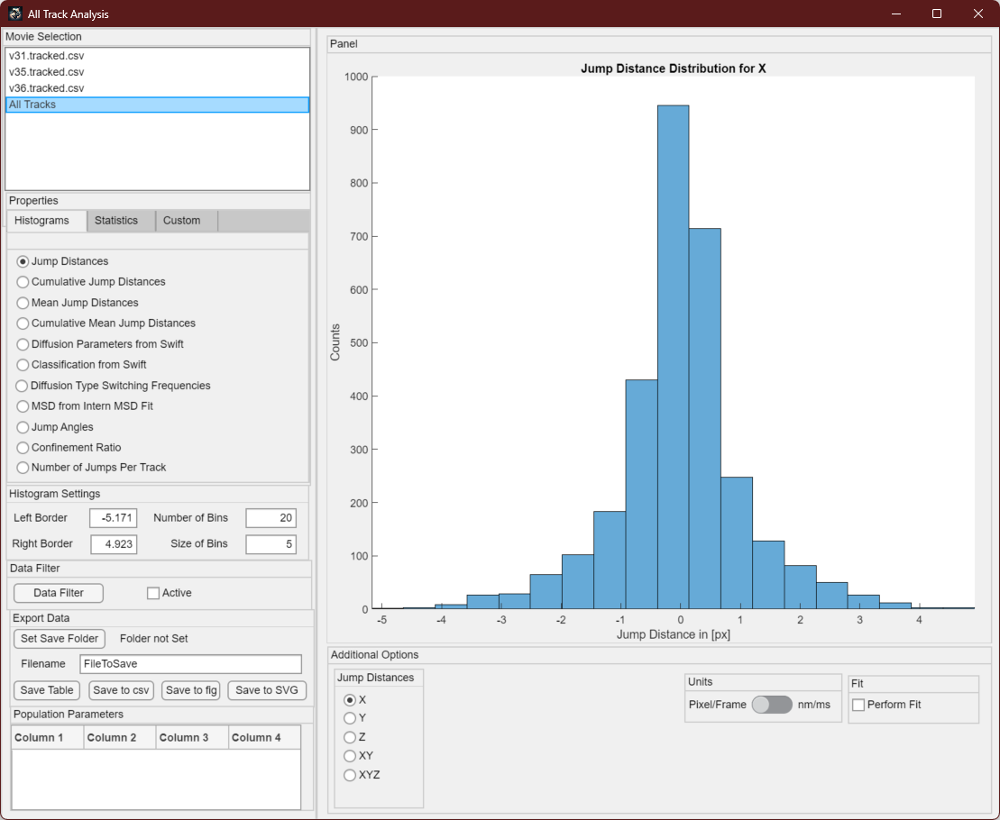 All Track Analysis
Movie Selection
v31.tracked.csv
v35.tracked.csv
v36.tracked.csv
All Tracks
Properties
Histograms Statistics Custom
Jump Distances
Cumulative Jump Distances
Mean Jump Distances
Cumulative Mean Jump Distances
Diffusion Parameters from Swift
Classification from Swift
Diffusion Type Switching Frequencies
MSD from Intern MSD Fit
Jump Angles
Confinement Ratio
Number of Jumps Per Track
Histogram Settings
Left Border -5.171 Number of Bins 20
Right Border 4.923 Size of Bins 5
Data Filter
Data Filter Active
Export Data
Set Save Folder Folder not Set
Filename FileToSave
Save Table Save to csv Save to fig Save to SVG
Population Parameters
Column 1 Column 2 Column 3 Column 4
Panel
Jump Distance Distribution for X
1000
900
800
700
600
500
400
300
200
100
0
Counts
-5 -4 -3 -2 -1 0 1 2 3 4
Jump Distance in [px]
Additional Options
Jump Distances
X
Y
Z
XY
XYZ
Units
Pixel/Frame nm/ms
Fit
Perform Fit